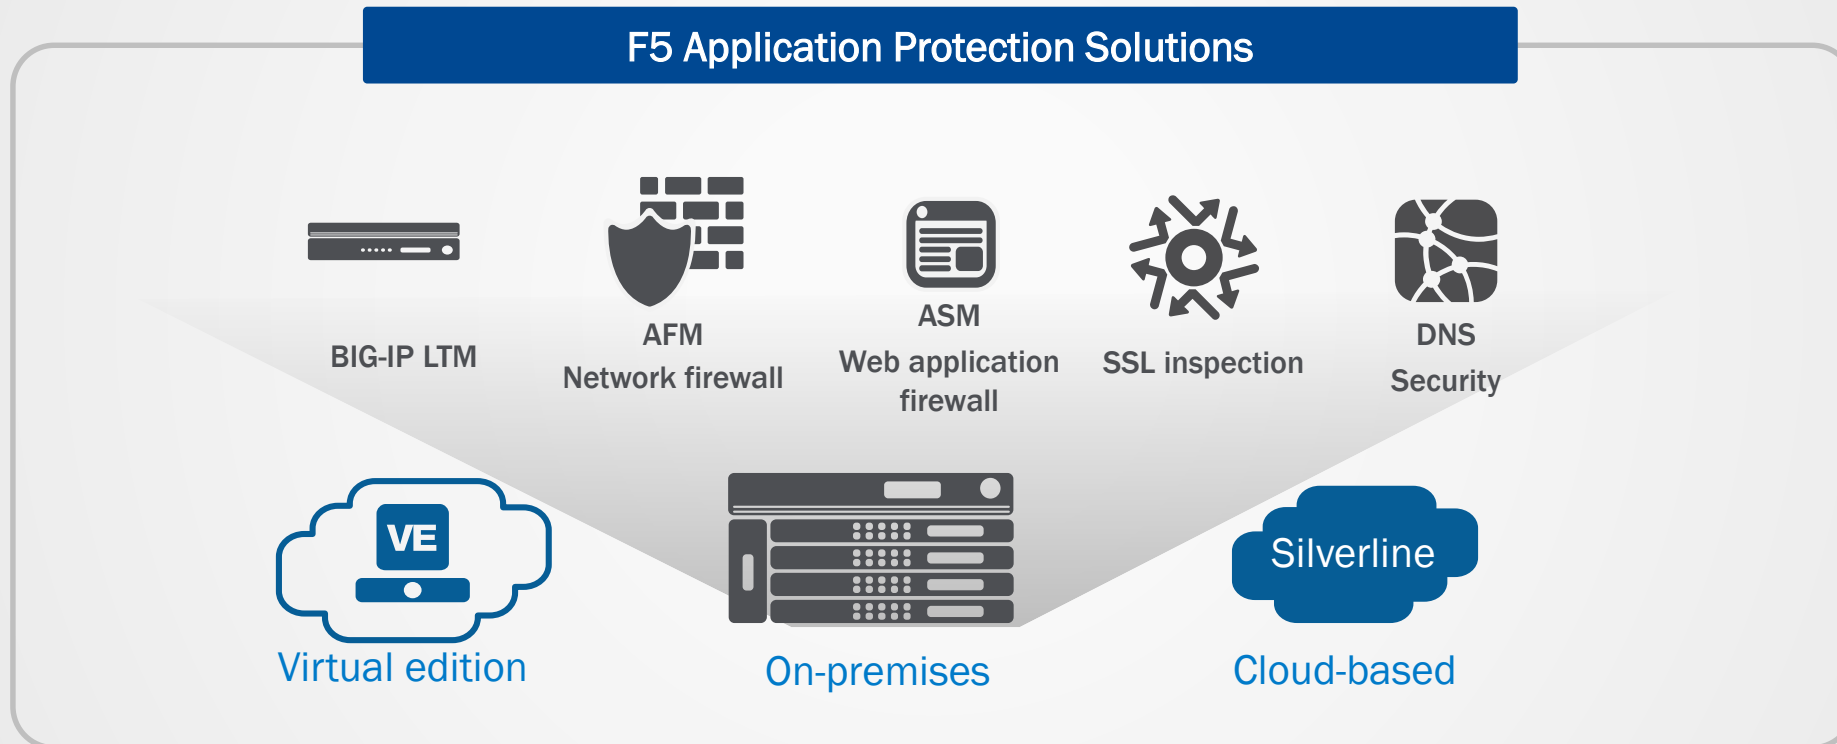 F5 Application Protection Solutions
BIG-IP LTM
AFM
Network firewall
ASM
Web application
firewall
SSL inspection
DNS
Security
VE
Virtual edition
On-premises
Silverline
Cloud-based